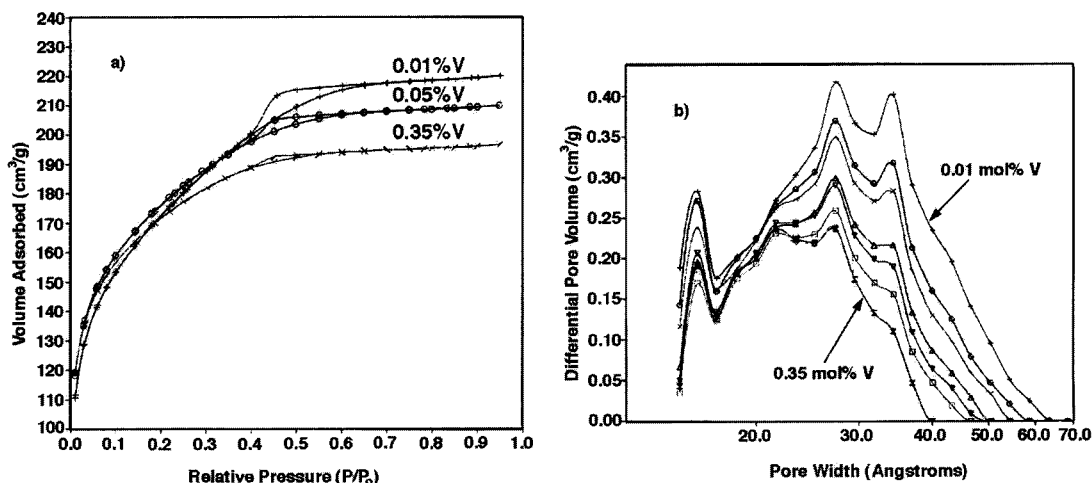 a)
240
230
220
210
200
190
180
170
160
150
140
130
120
110
100
Volume Adsorbed (cm³/g)
0.01%V
0.05%V
0.35%V
0.0 0.1 0.2 0.3 0.4 0.5 0.6 0.7 0.8 0.9 1.0
Relative Pressure (P/P₀)
b)
0.40
0.35
0.30
0.25
0.20
0.15
0.10
0.05
0.00
Differential Pore Volume (cm³/g)
0.01 mol% V
0.35 mol% V
20.0 30.0 40.0 50.0 60.0 70.0
Pore Width (Angstroms)